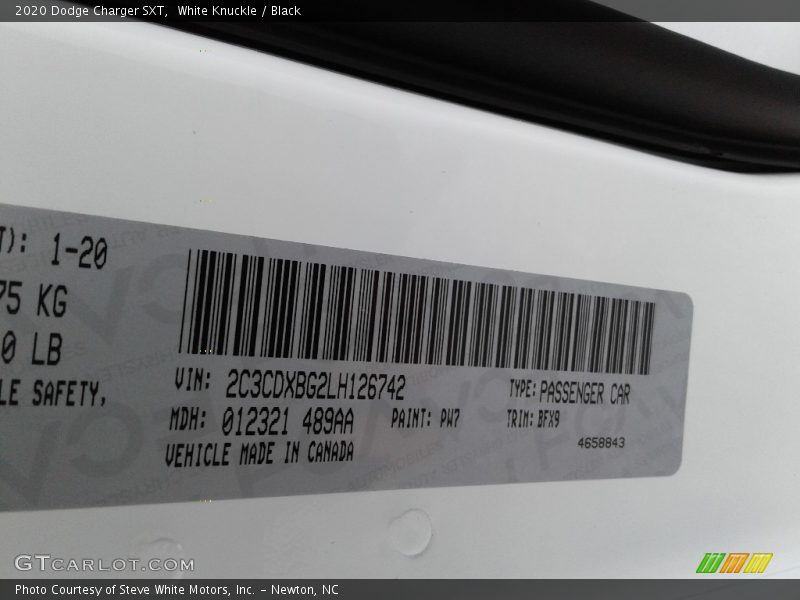 2020 Dodge Charger SXT, White Knuckle / Black
T): 1-20
75 KG
0 LB
LE SAFETY,
VIN: 2C3CDXBG2LH126742
TYPE: PASSENGER CAR
MDH: 012321 489AA
PAINT: PW7
TRIM: BFX9
VEHICLE MADE IN CANADA
4658843
GTCARLOT.COM
Photo Courtesy of Steve White Motors, Inc. – Newton, NC